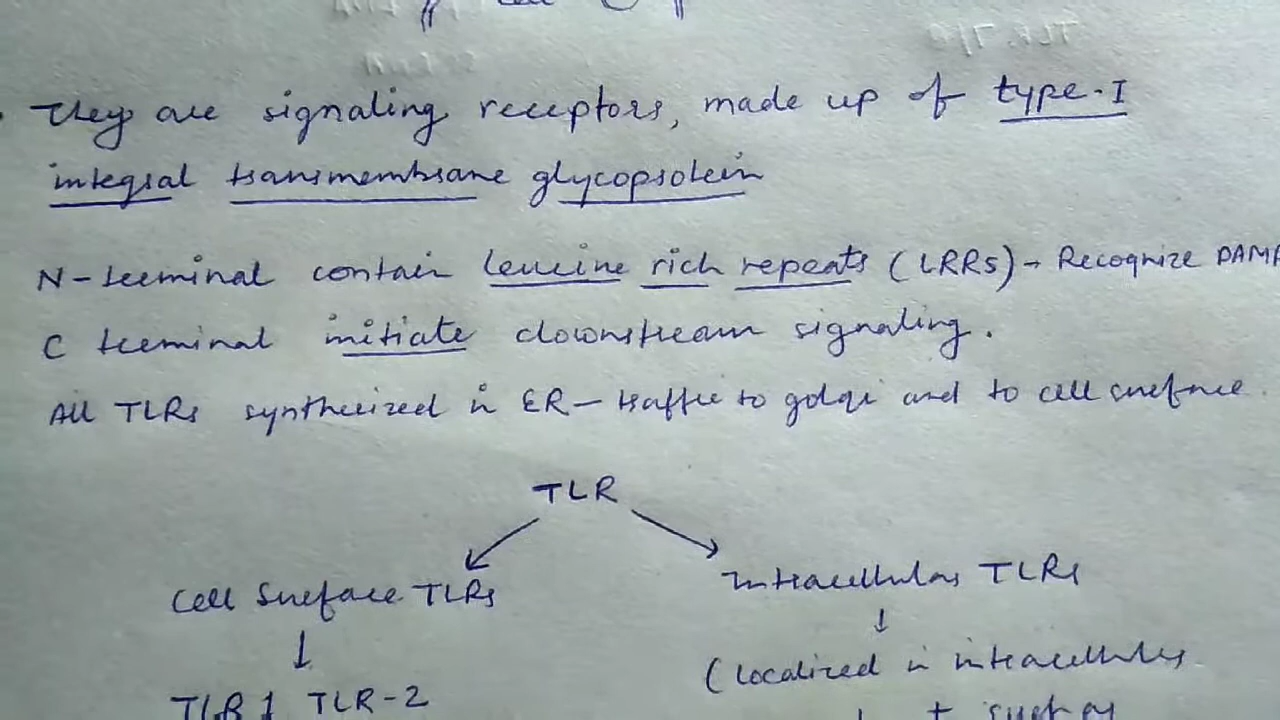 They are signaling receptors, made up of type-I
integral transmembrane glycoprotein
N-terminal contain leucine rich repeats (LRRs) - Recognize
C terminal initiate downstream signaling.
All TLRs synthesized in ER - traffic to golgi and to cell surface.
TLR
Cell Surface TLRs
Intracellular TLRs
(Localized in intracellular
TLR1 TLR-2